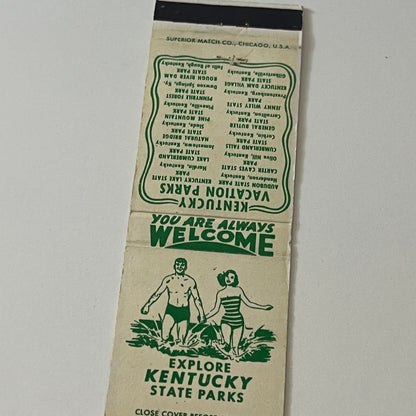 SUPERIOR MATCH CO., CHICAGO, U.S.A.
KENTUCKY
VACATION PARKS
AUDUBON STATE PARK
Henderson, Kentucky
CARTER CAVES STATE
PARK
Olive Hill, Kentucky
CUMBERLAND FALLS
STATE PARK
Corbin, Kentucky
GENERAL BUTLER
STATE PARK
Carrollton, Kentucky
JENNY WILEY STATE
PARK
Prestonsburg, Kentucky
KENTUCKY DAM VILLAGE
STATE PARK
Gilbertsville, Kentucky
KENTUCKY LAKE STATE
PARK
Hardin, Kentucky
LAKE CUMBERLAND
STATE PARK
Jamestown, Kentucky
NATURAL BRIDGE
STATE PARK
Slade, Kentucky
PINE MOUNTAIN
STATE PARK
Pineville, Kentucky
PENNYRILE FOREST
STATE PARK
Dawson Springs, Ky.
ROUGH RIVER DAM
STATE PARK
Falls of Rough, Kentucky
YOU ARE ALWAYS
WELCOME
EXPLORE
KENTUCKY
STATE PARKS
CLOSE COVER BEFORE